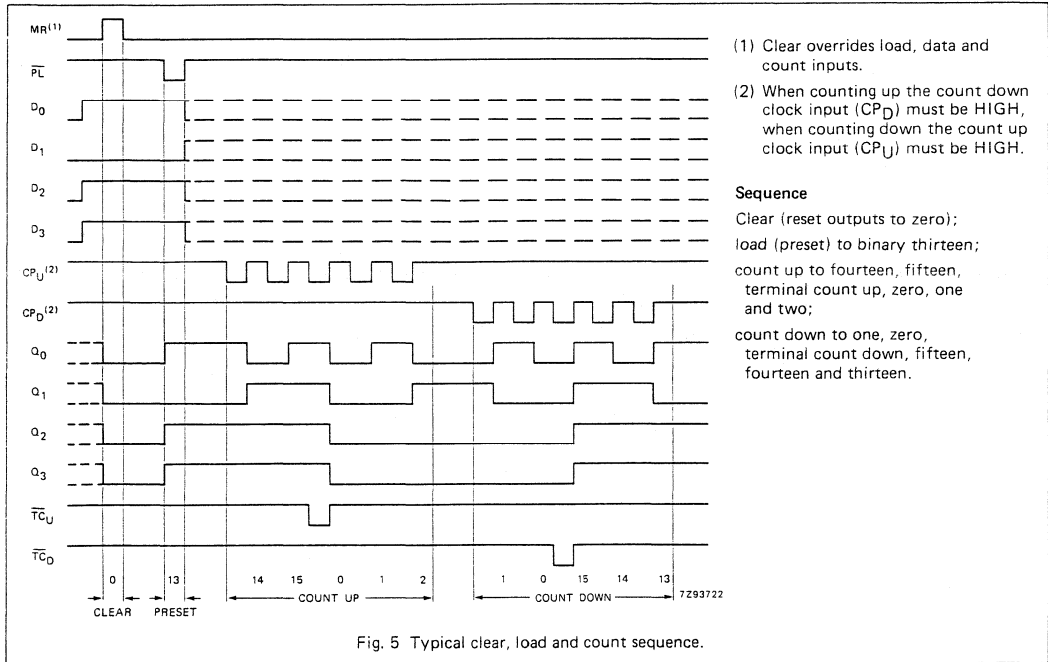 MR(1)
PL
D0
D1
D2
D3
CPU(2)
CPD(2)
Q0
Q1
Q2
Q3
TCU
TCD
0 13 14 15 0 1 2 1 0 15 14 13
CLEAR PRESET COUNT UP COUNT DOWN 7Z93722
(1) Clear overrides load, data and
count inputs.
(2) When counting up the count down
clock input (CPD) must be HIGH,
when counting down the count up
clock input (CPU) must be HIGH.
Sequence
Clear (reset outputs to zero);
load (preset) to binary thirteen;
count up to fourteen, fifteen,
terminal count up, zero, one
and two;
count down to one, zero,
terminal count down, fifteen,
fourteen and thirteen.
Fig. 5 Typical clear, load and count sequence.